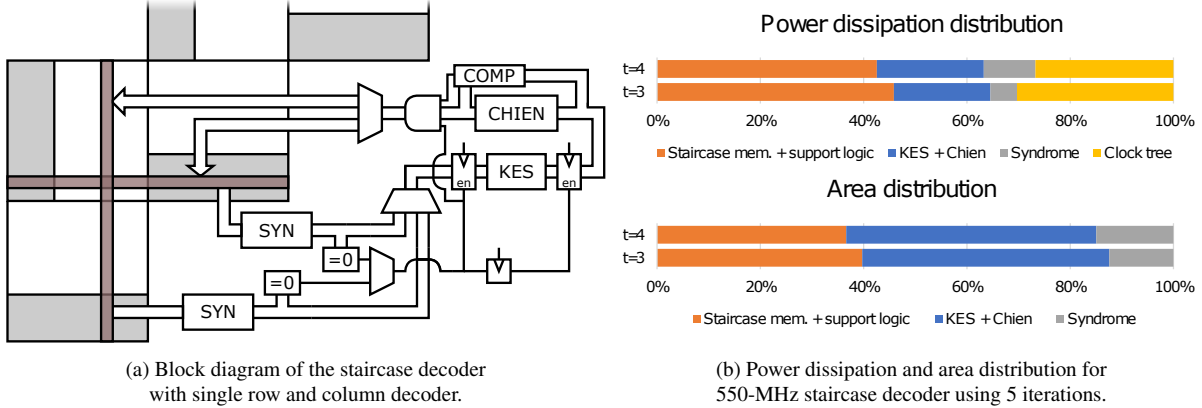 COMP
CHIEN
KES
en
en
SYN
=0
=0
SYN
(a) Block diagram of the staircase decoder
with single row and column decoder.
Power dissipation distribution
t=4
t=3
0% 20% 40% 60% 80% 100%
Staircase mem. + support logic KES + Chien Syndrome Clock tree
Area distribution
t=4
t=3
0% 20% 40% 60% 80% 100%
Staircase mem. + support logic KES + Chien Syndrome
(b) Power dissipation and area distribution for
550-MHz staircase decoder using 5 iterations.